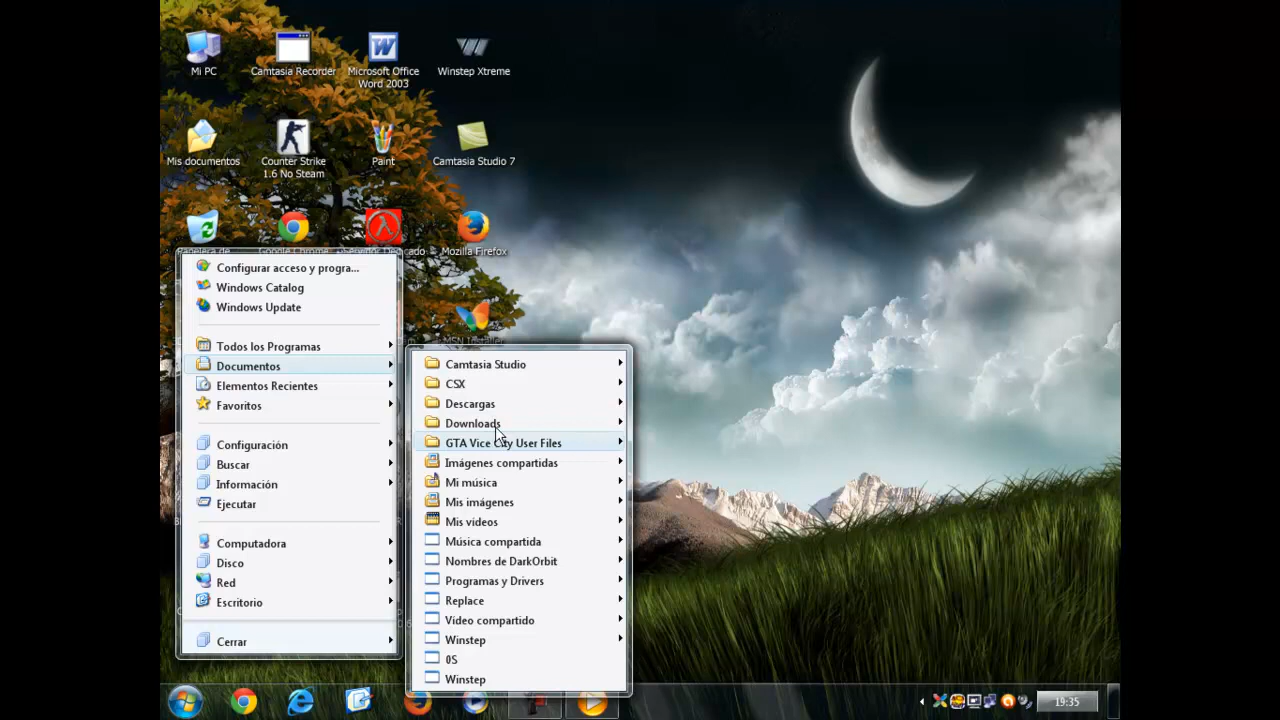 Mi PC
Camtasia Recorder
Microsoft Office
Word 2003
Winstep Xtreme
Mis documentos
Counter Strike
1.6 No Steam
Paint
Camtasia Studio 7
Papelera de
Google Chrome
Servidor Dedicado
Mozilla Firefox
MSN Installer
Configurar acceso y progra...
Windows Catalog
Windows Update
Todos los Programas
Documentos
Elementos Recientes
Favoritos
Configuración
Buscar
Información
Ejecutar
Computadora
Disco
Red
Escritorio
Cerrar
Camtasia Studio
CSX
Descargas
Downloads
GTA Vice City User Files
Imágenes compartidas
Mi música
Mis imágenes
Mis videos
Música compartida
Nombres de DarkOrbit
Programas y Drivers
Replace
Video compartido
Winstep
0S
Winstep
19:35